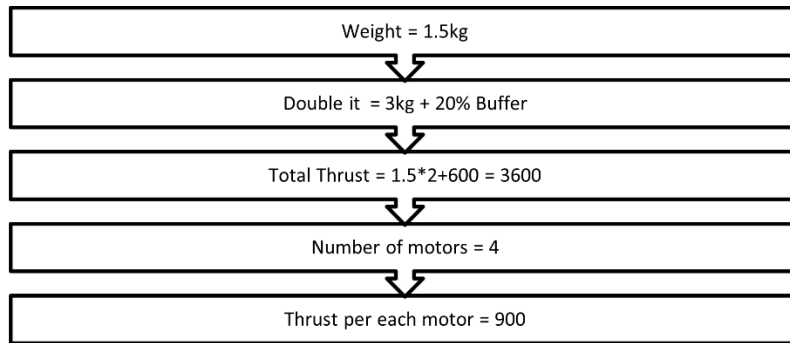 Weight = 1.5kg
Double it = 3kg + 20% Buffer
Total Thrust = 1.5*2+600 = 3600
Number of motors = 4
Thrust per each motor = 900